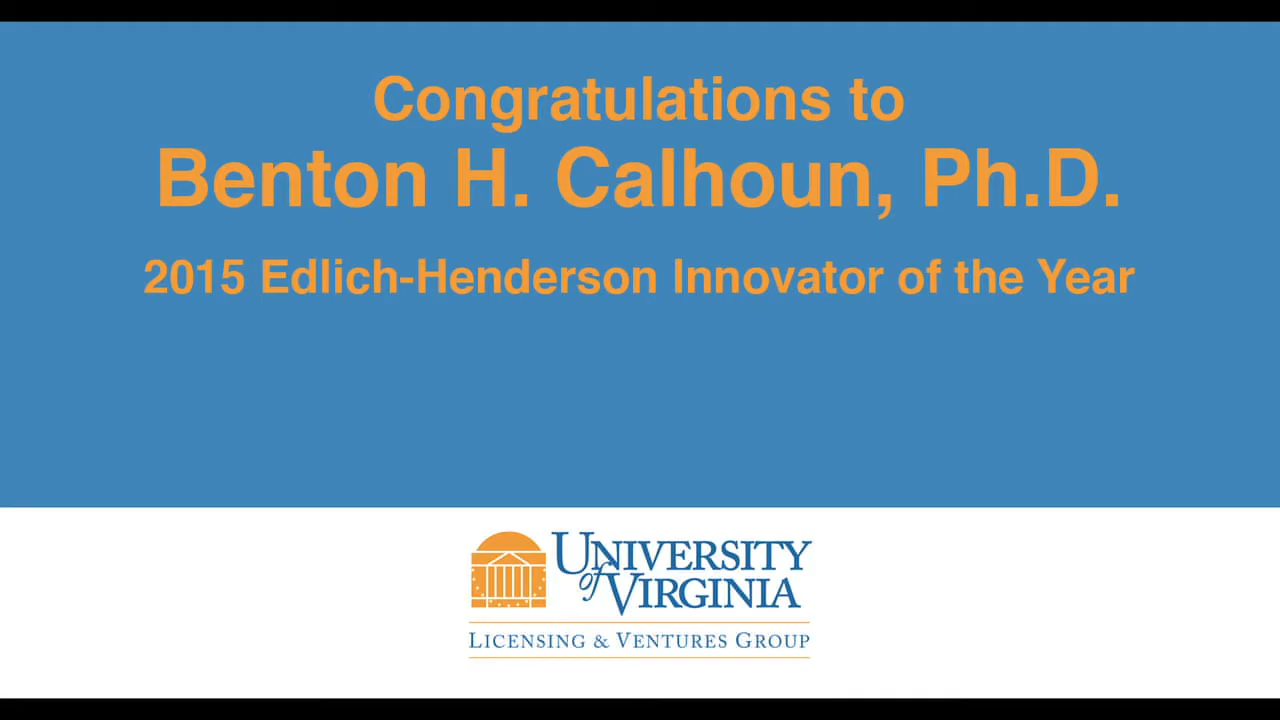 Congratulations to
Benton H. Calhoun, Ph.D.
2015 Edlich-Henderson Innovator of the Year
UNIVERSITY
of VIRGINIA
LICENSING & VENTURES GROUP